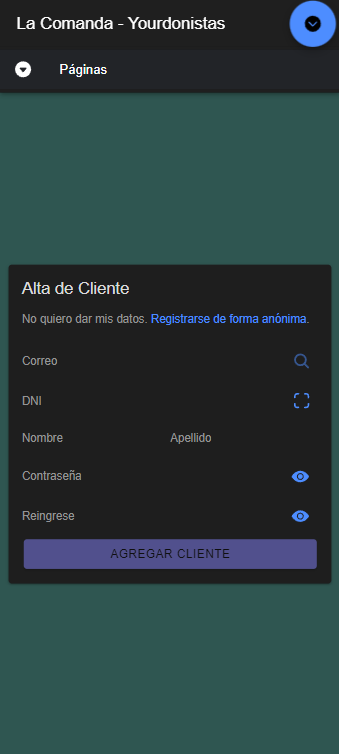 La Comanda - Yourdonistas
Páginas
Alta de Cliente
No quiero dar mis datos. Registrarse de forma anónima.
Correo
DNI
Nombre Apellido
Contraseña
Reingrese
AGREGAR CLIENTE